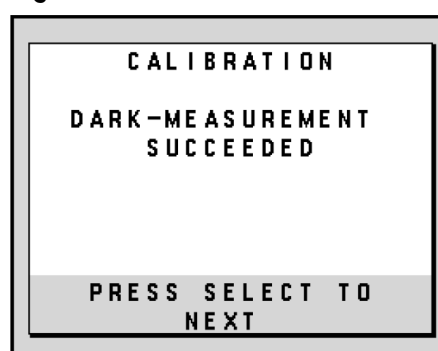 CALIBRATION
DARK-MEASUREMENT
SUCCEEDED
PRESS SELECT TO
NEXT